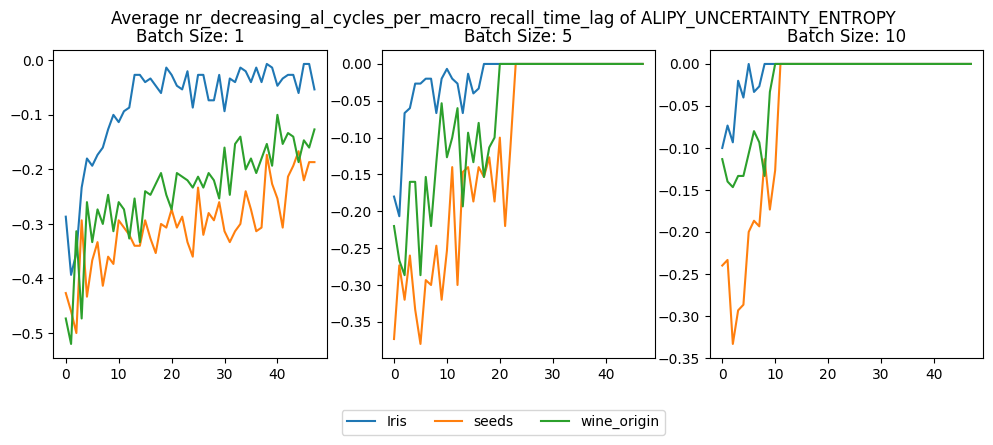 Average nr_decreasing_al_cycles_per_macro_recall_time_lag of ALIPY_UNCERTAINTY_ENTROPY
Batch Size: 1
0.0
−0.1
−0.2
−0.3
−0.4
−0.5
0 10 20 30 40
Batch Size: 5
0.00
−0.05
−0.10
−0.15
−0.20
−0.25
−0.30
−0.35
0 10 20 30 40
Batch Size: 10
0.00
−0.05
−0.10
−0.15
−0.20
−0.25
−0.30
−0.35
0 10 20 30 40
Iris seeds wine_origin